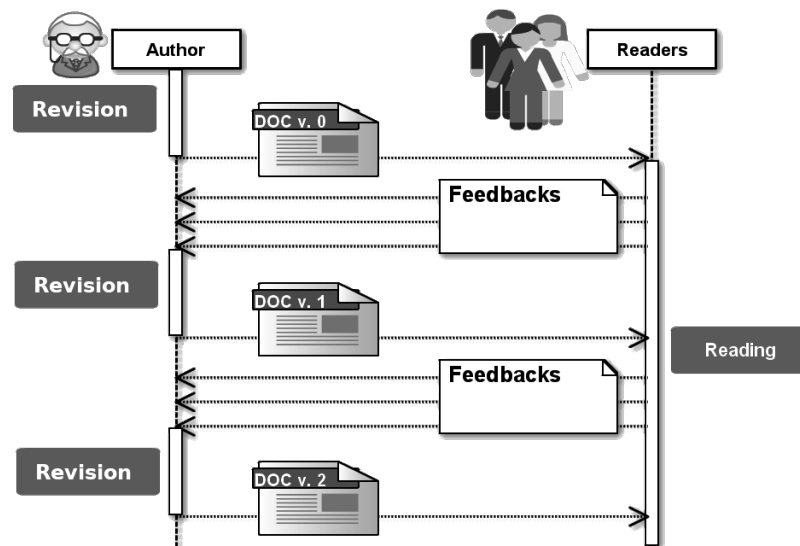 Author
Readers
Revision
DOC v. 0
Feedbacks
Revision
DOC v. 1
Reading
Feedbacks
Revision
DOC v. 2